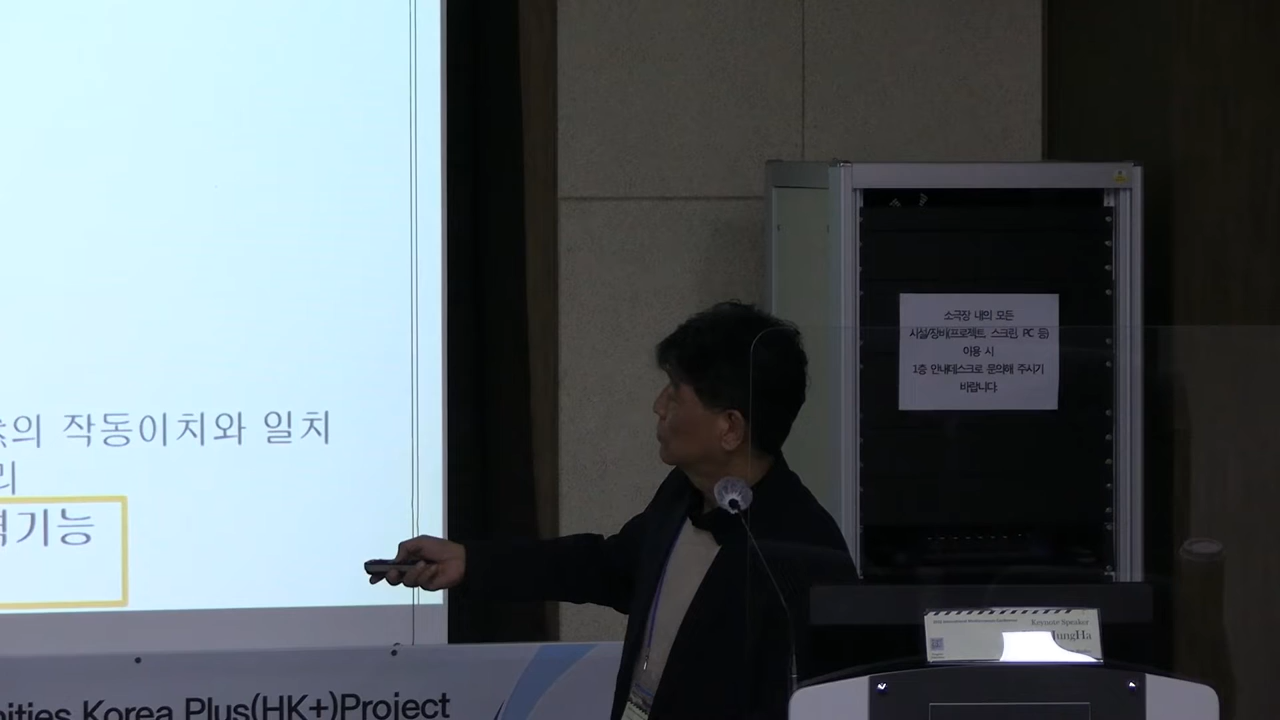 의 작동이치와 일치
리
기능
소극장 내의 모든
시설/장비(프로젝트, 스크린, PC 등)
이용 시
1층 안내데스크로 문의해 주시기
바랍니다.
Keynote Speaker
JungHa
nities Korea Plus(HK+)Project